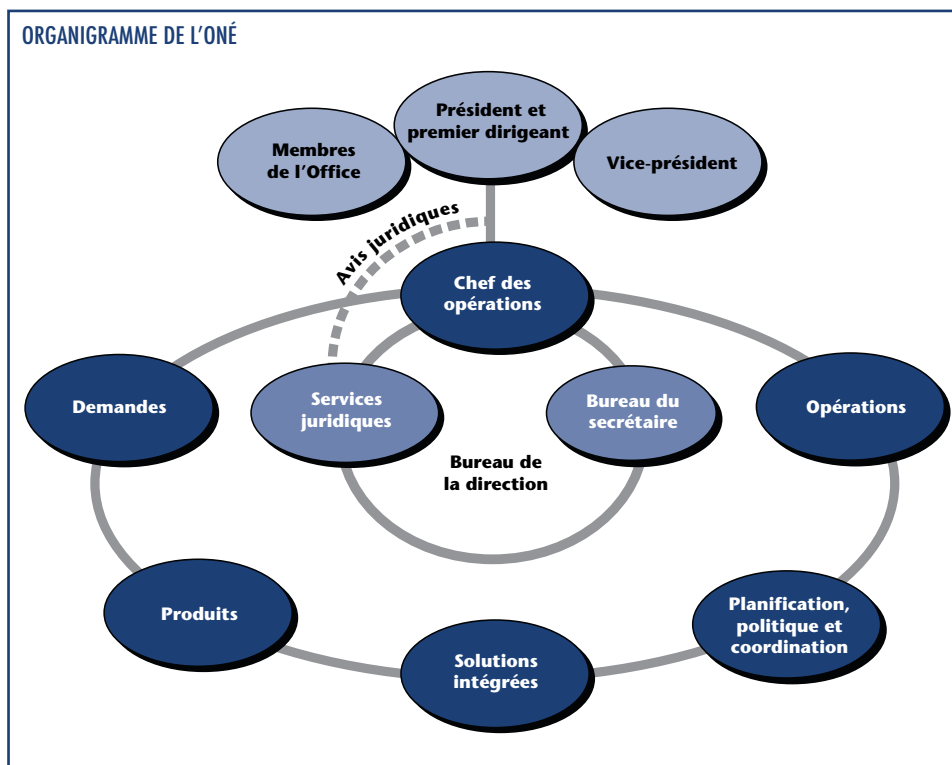 ORGANIGRAMME DE L'ONÉ
Président et
premier dirigeant
Membres
de l'Office
Vice-président
Avis juridiques
Chef des
opérations
Demandes
Services
juridiques
Bureau du
secrétaire
Opérations
Bureau de
la direction
Produits
Solutions
intégrées
Planification,
politique et
coordination